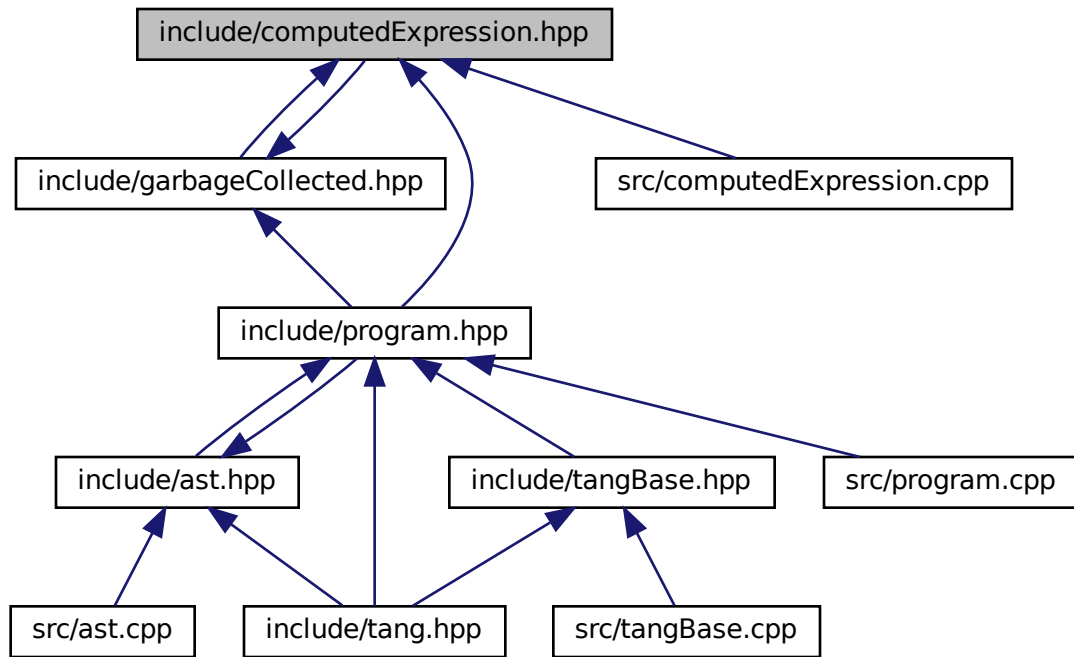 include/computedExpression.hpp
include/garbageCollected.hpp
src/computedExpression.cpp
include/program.hpp
include/ast.hpp
include/tangBase.hpp
src/program.cpp
src/ast.cpp
include/tang.hpp
src/tangBase.cpp